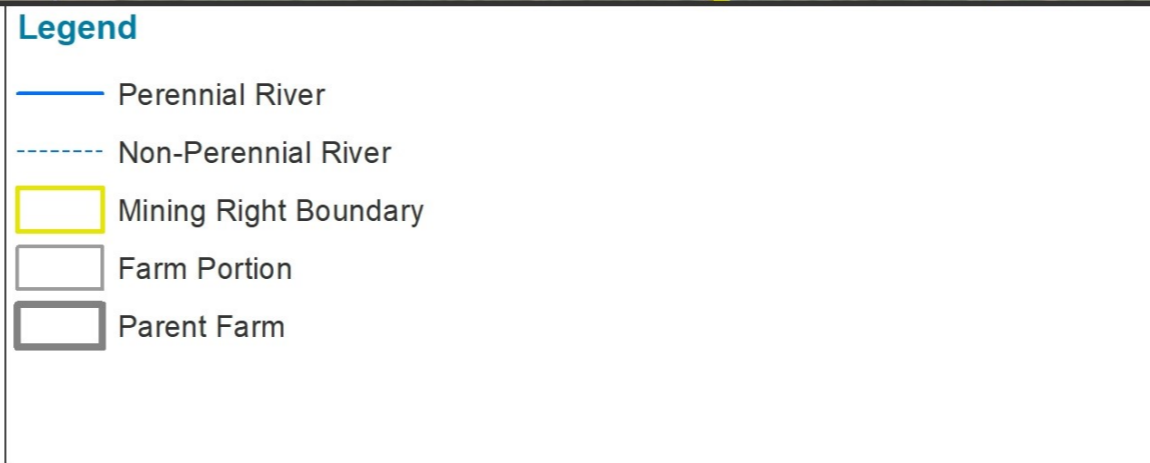 Legend
Perennial River
Non-Perennial River
Mining Right Boundary
Farm Portion
Parent Farm